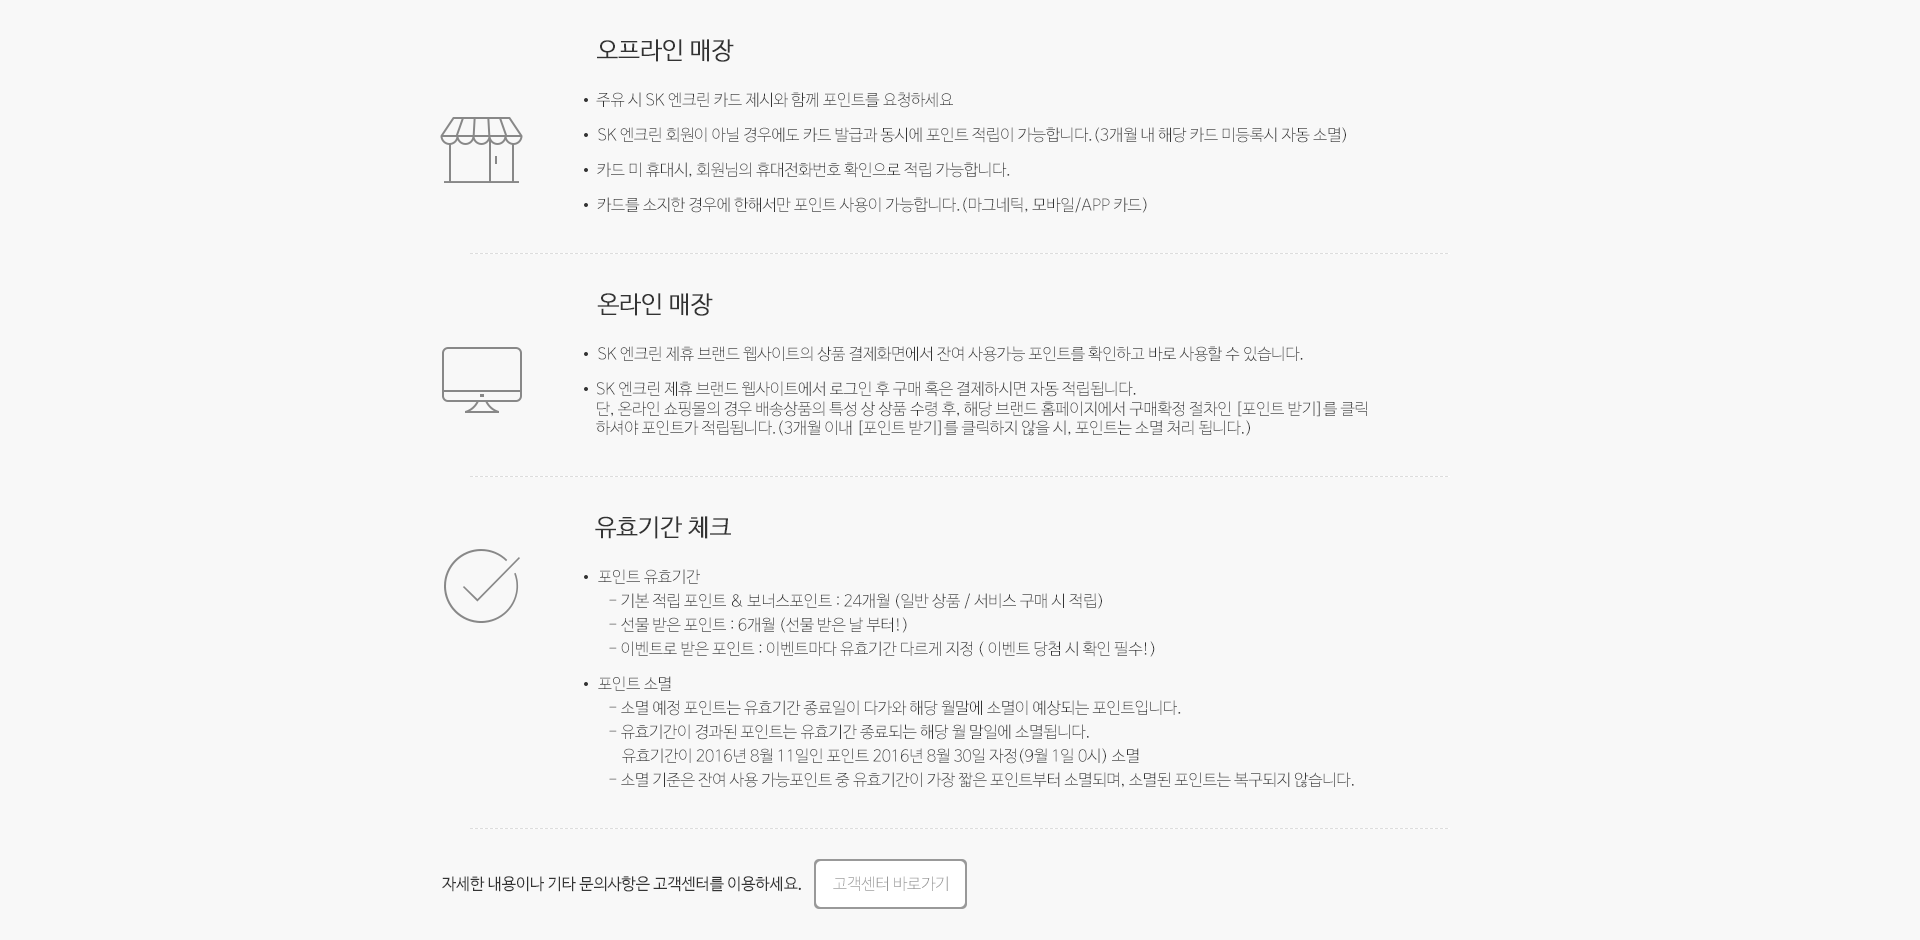 오프라인 매장
• 주유 시 SK 엔크린 카드 제시와 함께 포인트를 요청하세요
• SK 엔크린 회원이 아닐 경우에도 카드 발급과 동시에 포인트 적립이 가능합니다.(3개월 내 해당 카드 미등록시 자동 소멸)
• 카드 미 휴대시, 회원님의 휴대전화번호 확인으로 적립 가능합니다.
• 카드를 소지한 경우에 한해서만 포인트 사용이 가능합니다.(마그네틱, 모바일/APP 카드)
온라인 매장
• SK 엔크린 제휴 브랜드 웹사이트의 상품 결제화면에서 잔여 사용가능 포인트를 확인하고 바로 사용할 수 있습니다.
• SK 엔크린 제휴 브랜드 웹사이트에서 로그인 후 구매 혹은 결제하시면 자동 적립됩니다.
단, 온라인 쇼핑몰의 경우 배송상품의 특성 상 상품 수령 후, 해당 브랜드 홈페이지에서 구매확정 절차인 [포인트 받기]를 클릭
하셔야 포인트가 적립됩니다.(3개월 이내 [포인트 받기]를 클릭하지 않을 시, 포인트는 소멸 처리 됩니다.)
유효기간 체크
• 포인트 유효기간
- 기본 적립 포인트 & 보너스포인트 : 24개월 (일반 상품 / 서비스 구매 시 적립)
- 선물 받은 포인트 : 6개월 (선물 받은 날 부터!)
- 이벤트로 받은 포인트 : 이벤트마다 유효기간 다르게 지정 ( 이벤트 당첨 시 확인 필수!)
• 포인트 소멸
- 소멸 예정 포인트는 유효기간 종료일이 다가와 해당 월말에 소멸이 예상되는 포인트입니다.
- 유효기간이 경과된 포인트는 유효기간 종료되는 해당 월 말일에 소멸됩니다.
유효기간이 2016년 8월 11일인 포인트 2016년 8월 30일 자정(9월 1일 0시) 소멸
- 소멸 기준은 잔여 사용 가능포인트 중 유효기간이 가장 짧은 포인트부터 소멸되며, 소멸된 포인트는 복구되지 않습니다.
자세한 내용이나 기타 문의사항은 고객센터를 이용하세요. 고객센터 바로가기